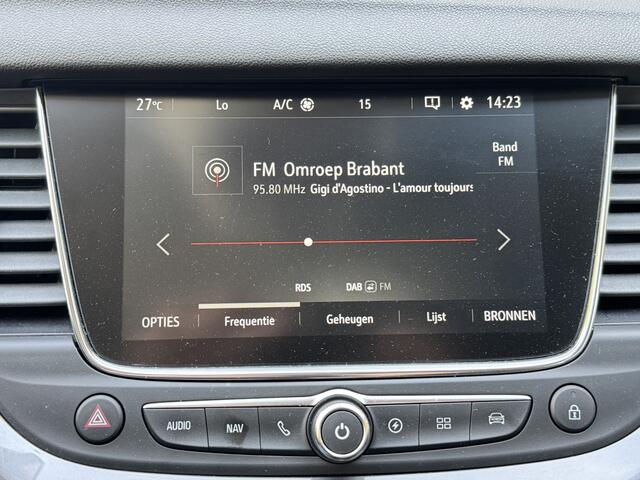 27°C Lo A/C 15 14:23
Band
FM
FM Omroep Brabant
95.80 MHz Gigi d'Agostino - L'amour toujours
RDS DAB FM
OPTIES Frequentie Geheugen Lijst BRONNEN
AUDIO NAV